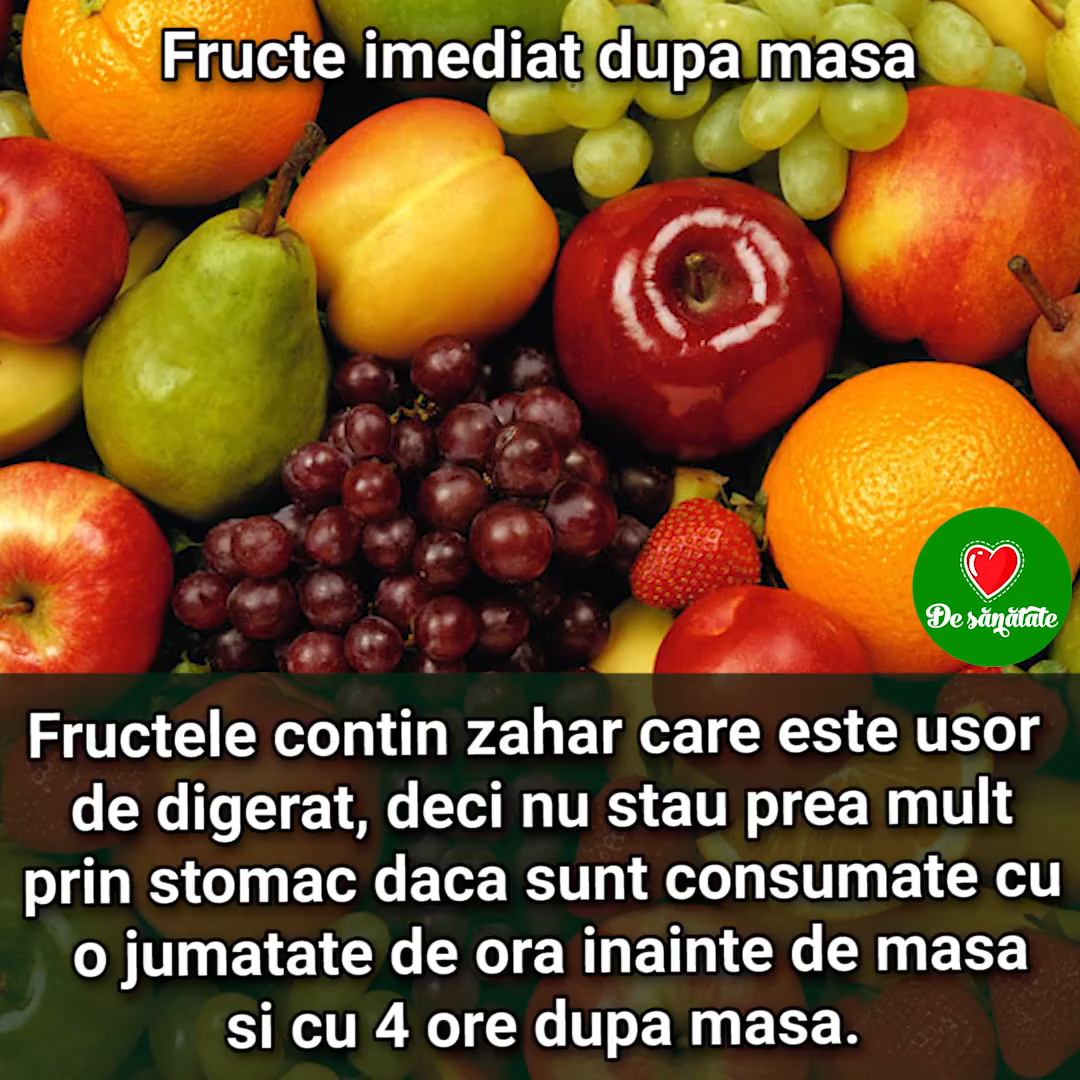 Fructe imediat dupa masa
De sănătate
Fructele contin zahar care este usor
de digerat, deci nu stau prea mult
prin stomac daca sunt consumate cu
o jumatate de ora inainte de masa
si cu 4 ore dupa masa.